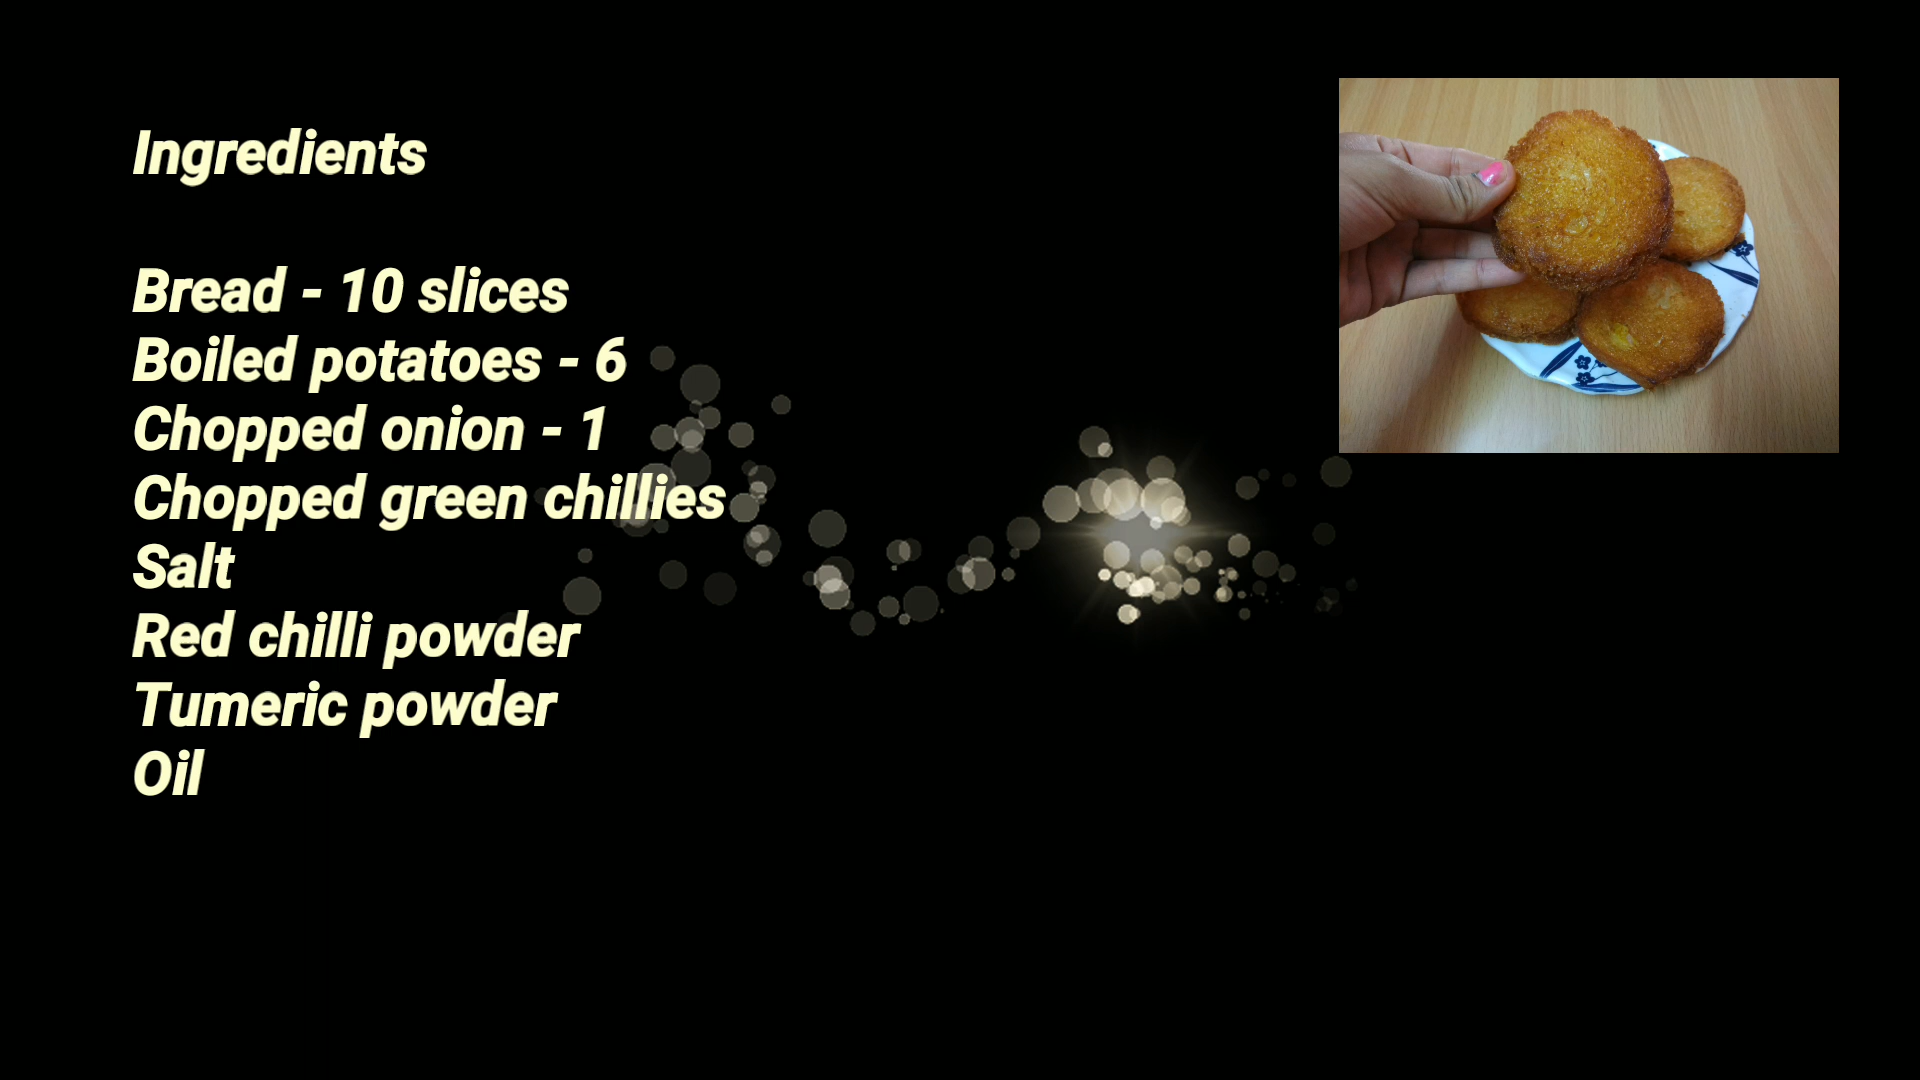 Ingredients
Bread - 10 slices
Boiled potatoes - 6
Chopped onion - 1
Chopped green chillies
Salt
Red chilli powder
Tumeric powder
Oil